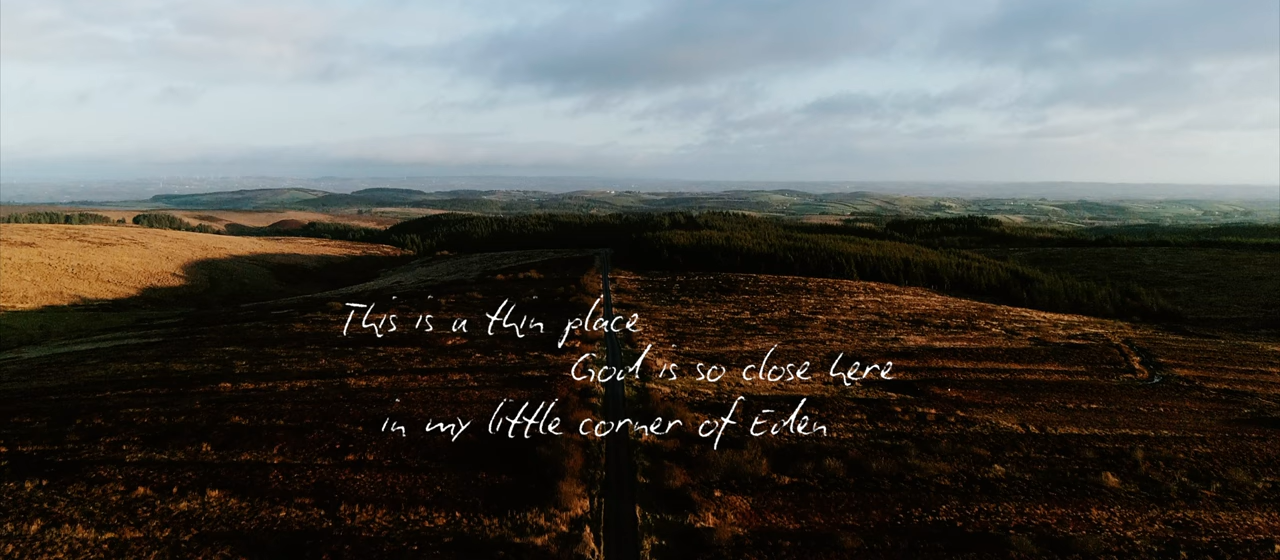 This is a thin place
God is so close here
in my little corner of Eden